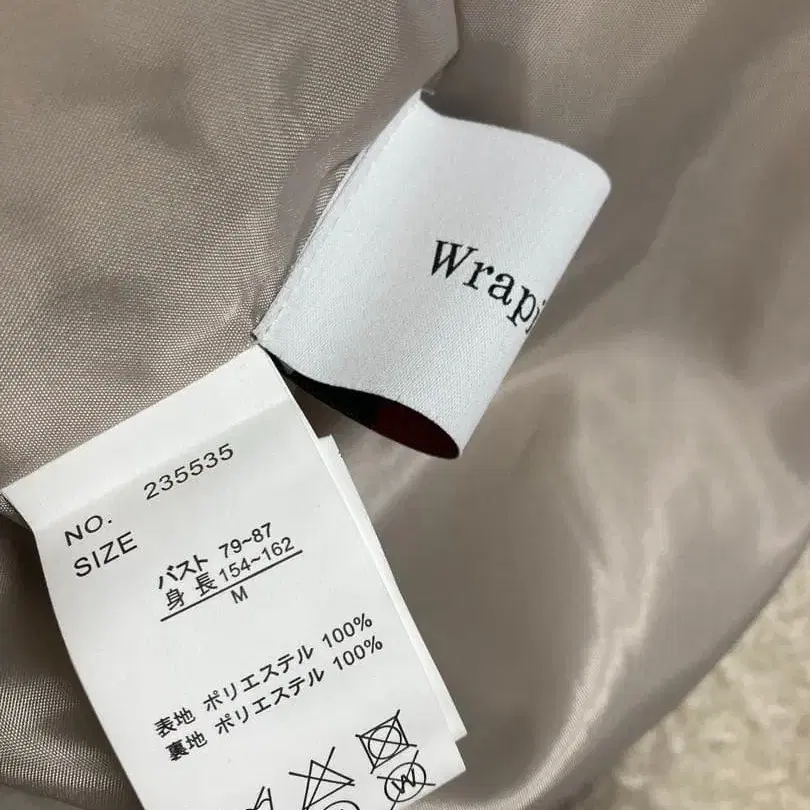 NO. 235535
SIZE
バスト 79~87
身長 154~162
M
表地 ポリエステル 100%
裏地 ポリエステル 100%
W